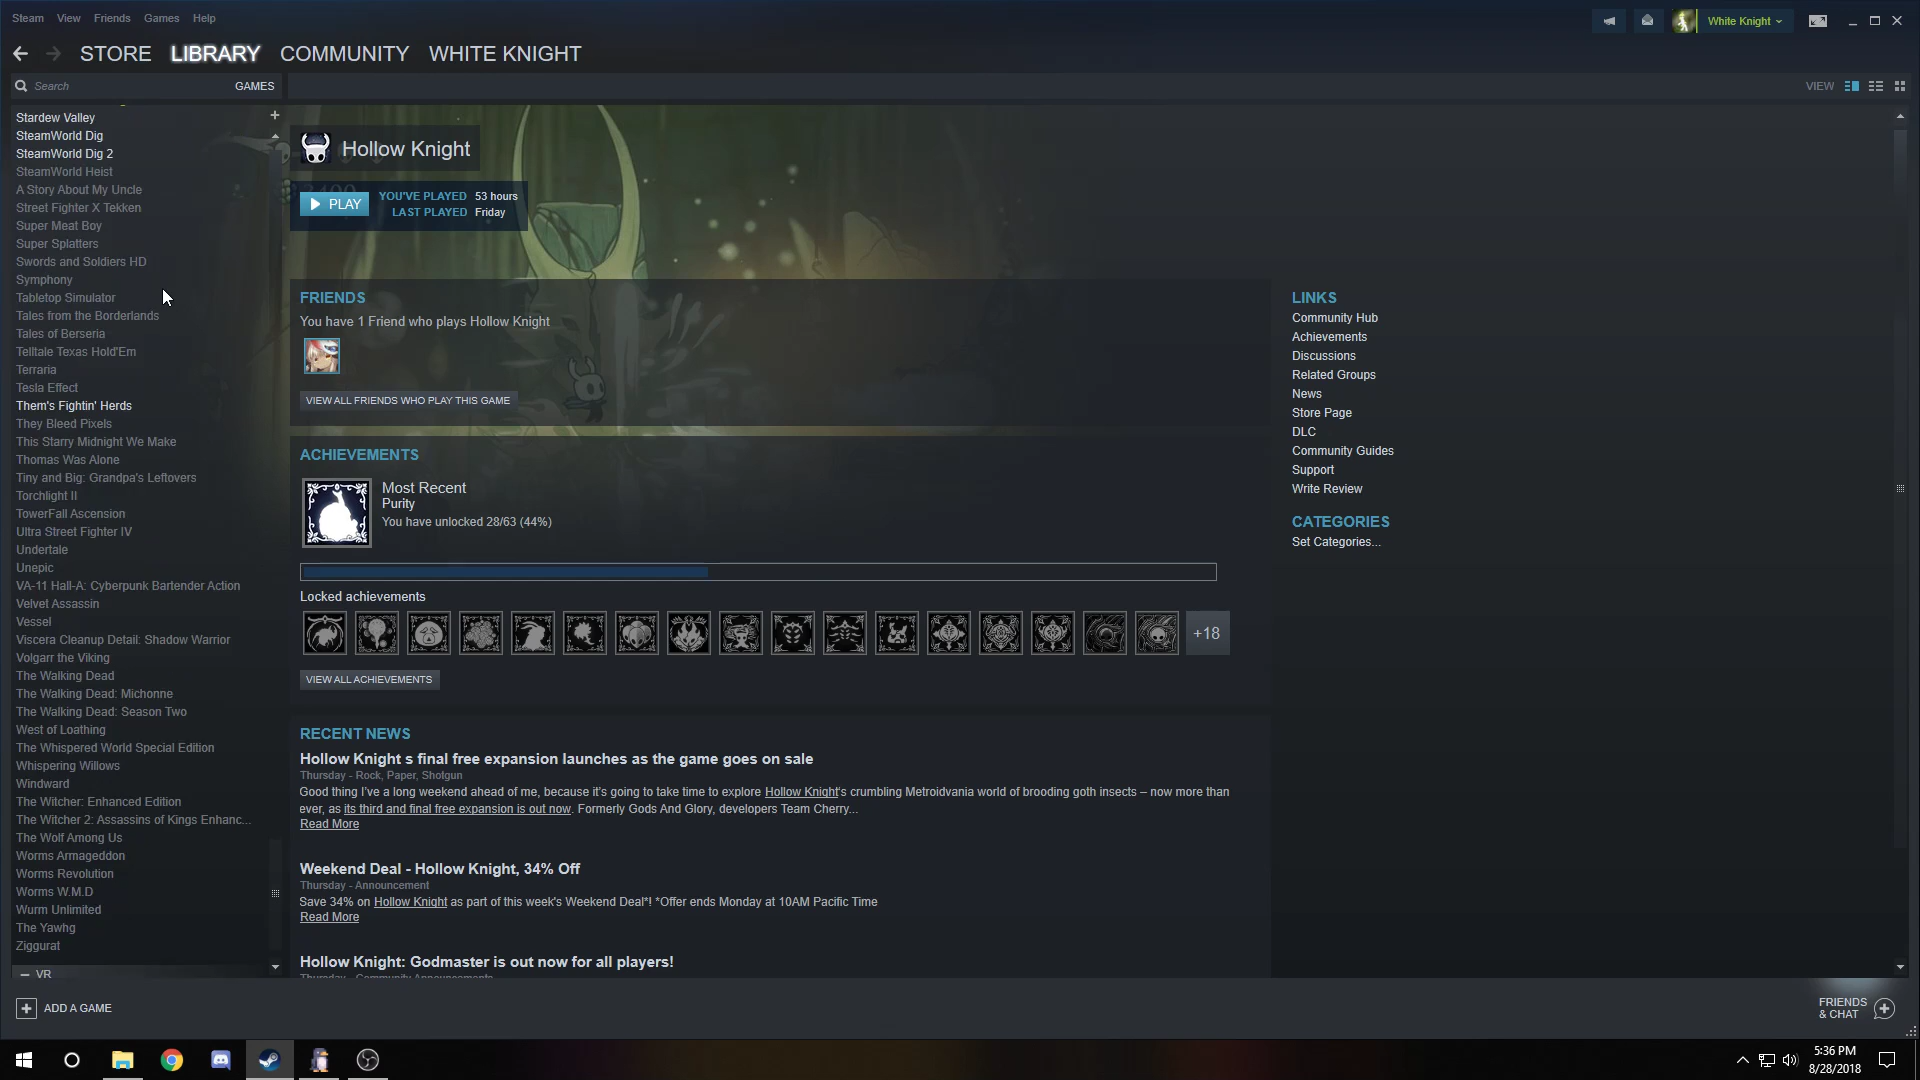 Steam View Friends Games Help
White Knight
STORE LIBRARY COMMUNITY WHITE KNIGHT
Search
GAMES
VIEW
Stardew Valley
SteamWorld Dig
SteamWorld Dig 2
SteamWorld Heist
A Story About My Uncle
Street Fighter X Tekken
Super Meat Boy
Super Splatters
Swords and Soldiers HD
Symphony
Tabletop Simulator
Tales from the Borderlands
Tales of Berseria
Telltale Texas Hold'Em
Terraria
Tesla Effect
Them's Fightin' Herds
They Bleed Pixels
This Starry Midnight We Make
Thomas Was Alone
Tiny and Big: Grandpa's Leftovers
Torchlight II
TowerFall Ascension
Ultra Street Fighter IV
Undertale
Unepic
VA-11 Hall-A: Cyberpunk Bartender Action
Velvet Assassin
Vessel
Viscera Cleanup Detail: Shadow Warrior
Volgarr the Viking
The Walking Dead
The Walking Dead: Michonne
The Walking Dead: Season Two
West of Loathing
The Whispered World Special Edition
Whispering Willows
Windward
The Witcher: Enhanced Edition
The Witcher 2: Assassins of Kings Enhanc...
The Wolf Among Us
Worms Armageddon
Worms Revolution
Worms W.M.D
Wurm Unlimited
The Yawhg
Ziggurat
VR
ADD A GAME
Hollow Knight
PLAY
YOU'VE PLAYED 53 hours
LAST PLAYED Friday
FRIENDS
You have 1 Friend who plays Hollow Knight
VIEW ALL FRIENDS WHO PLAY THIS GAME
ACHIEVEMENTS
Most Recent
Purity
You have unlocked 28/63 (44%)
Locked achievements
+18
VIEW ALL ACHIEVEMENTS
RECENT NEWS
Hollow Knight s final free expansion launches as the game goes on sale
Thursday - Rock, Paper, Shotgun
Good thing I've a long weekend ahead of me, because it's going to take time to explore Hollow Knight's crumbling Metroidvania world of brooding goth insects – now more than
ever, as its third and final free expansion is out now. Formerly Gods And Glory, developers Team Cherry...
Read More
Weekend Deal - Hollow Knight, 34% Off
Thursday - Announcement
Save 34% on Hollow Knight as part of this week's Weekend Deal*! *Offer ends Monday at 10AM Pacific Time
Read More
Hollow Knight: Godmaster is out now for all players!
Thursday - Community Announcements
LINKS
Community Hub
Achievements
Discussions
Related Groups
News
Store Page
DLC
Community Guides
Support
Write Review
CATEGORIES
Set Categories...
FRIENDS
& CHAT
5:36 PM
8/28/2018